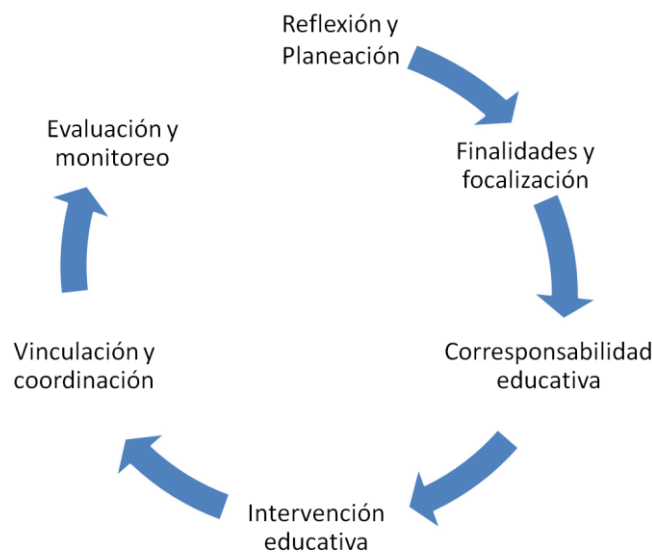 Reflexión y
Planeación
Finalidades y
focalización
Corresponsabilidad
educativa
Intervención
educativa
Vinculación y
coordinación
Evaluación y
monitoreo